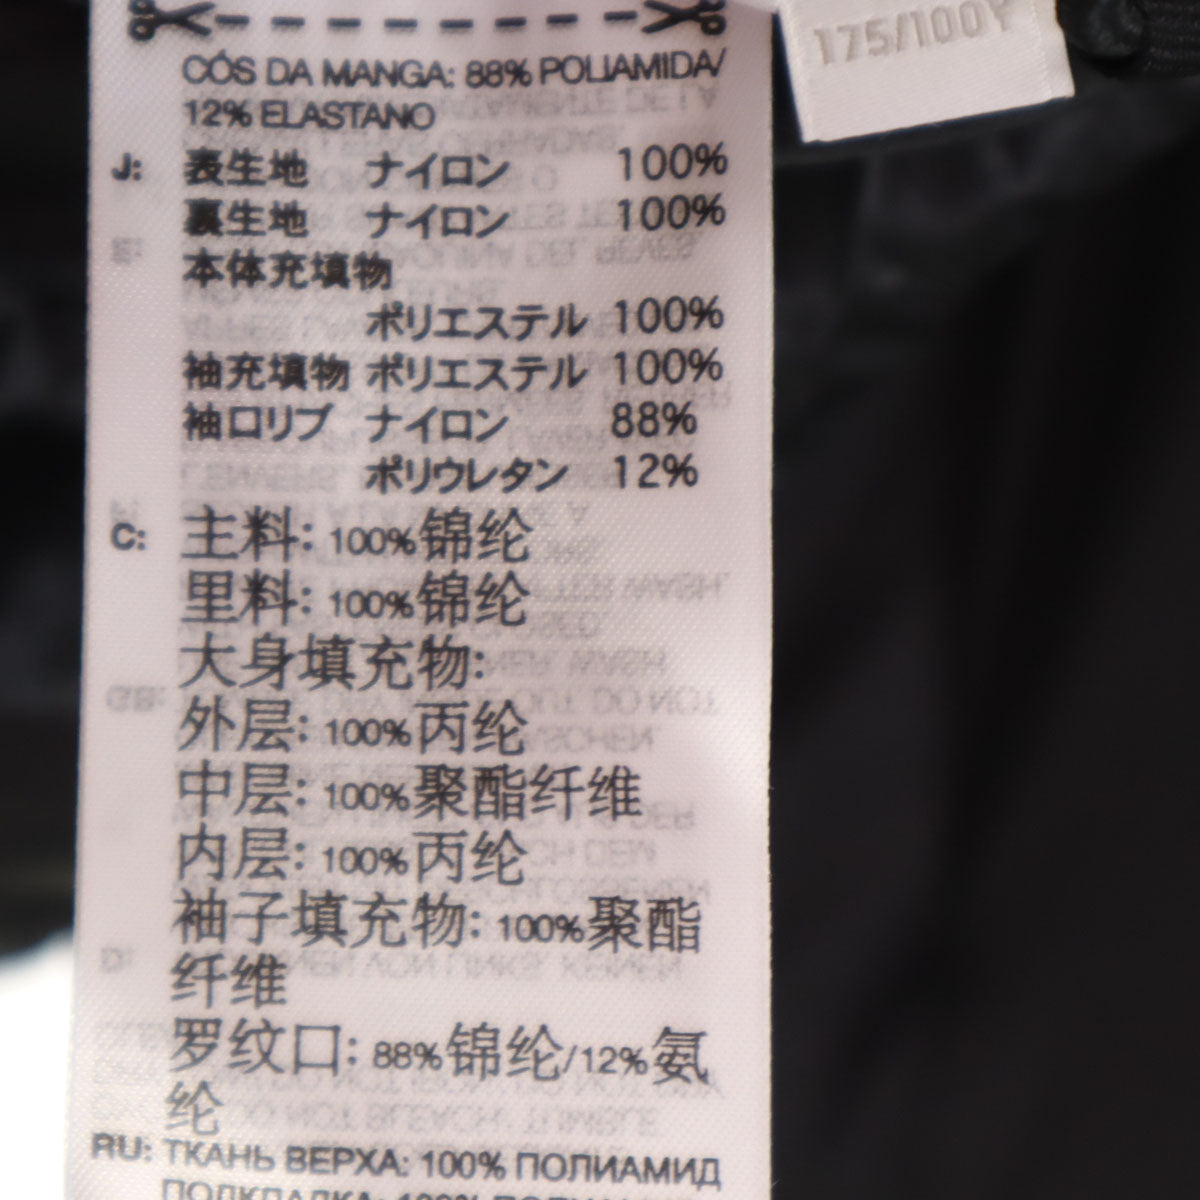 175/100Y
CÓS DA MANGA: 88% POLIAMIDA/
12% ELASTANO
J: 表生地 ナイロン 100%
裏生地 ナイロン 100%
本体充填物
ポリエステル 100%
袖充填物 ポリエステル 100%
袖口リブ ナイロン 88%
ポリウレタン 12%
C: 主料: 100%锦纶
里料: 100%锦纶
大身填充物:
外层: 100%丙纶
中层: 100%聚酯纤维
内层: 100%丙纶
袖子填充物: 100%聚酯
纤维
罗纹口: 88%锦纶/12%氨
纶
RU: ТКАНЬ ВЕРХА: 100% ПОЛИАМИД
ПОДКЛАДКА: 100%